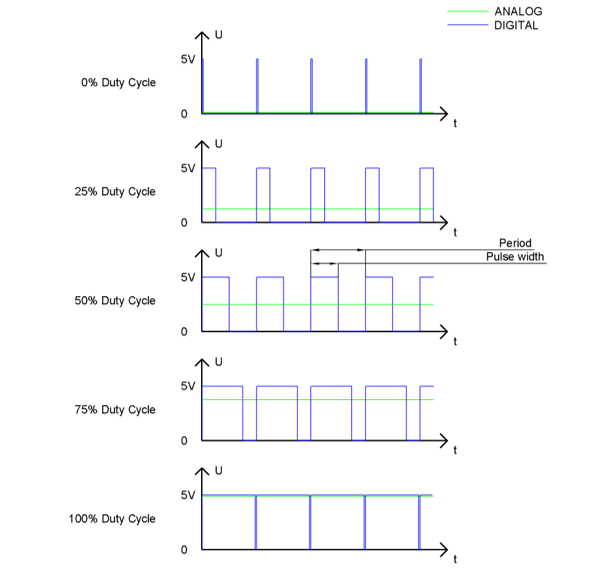 ANALOG
DIGITAL
U
5V
0% Duty Cycle
0
t
U
5V
25% Duty Cycle
0
t
U
Period
Pulse width
5V
50% Duty Cycle
0
t
U
5V
75% Duty Cycle
0
t
U
5V
100% Duty Cycle
0
t